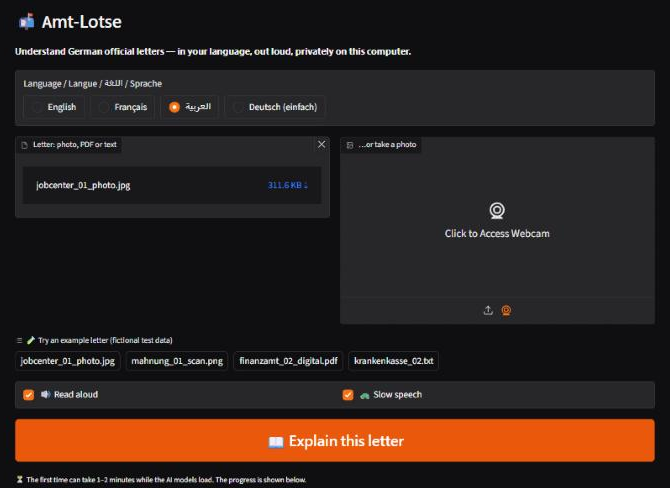 📬 Amt-Lotse
Understand German official letters — in your language, out loud, privately on this computer.
Language / Langue / اللغة / Sprache
English
Français
العربية
Deutsch (einfach)
Letter: photo, PDF or text
jobcenter_01_photo.jpg
311.6 KB ↓
...or take a photo
Click to Access Webcam
Try an example letter (fictional test data)
jobcenter_01_photo.jpg
mahnung_01_scan.png
finanzamt_02_digital.pdf
krankenkasse_02.txt
🔊 Read aloud
🐢 Slow speech
📖 Explain this letter
⏳ The first time can take 1–2 minutes while the AI models load. The progress is shown below.